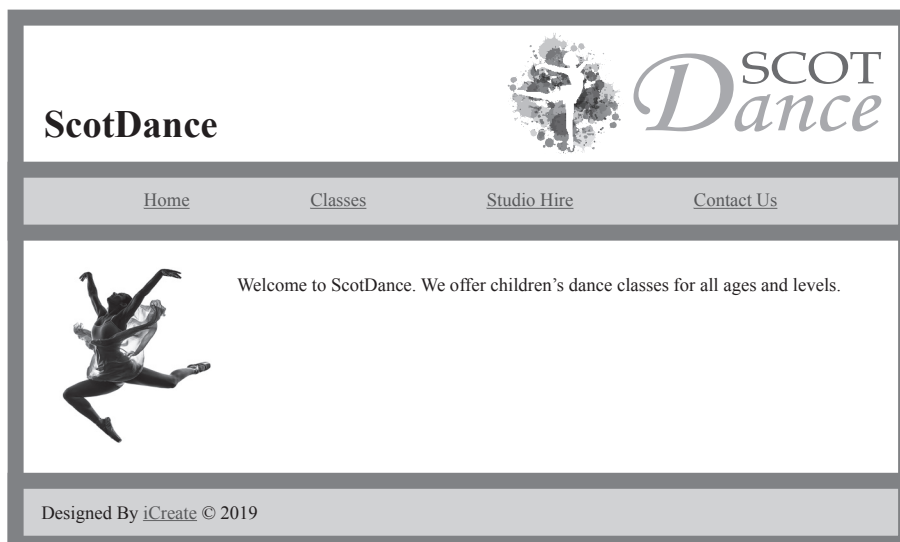 ScotDance
SCOT
Dance
Home Classes Studio Hire Contact Us
Welcome to ScotDance. We offer children’s dance classes for all ages and levels.
Designed By iCreate © 2019